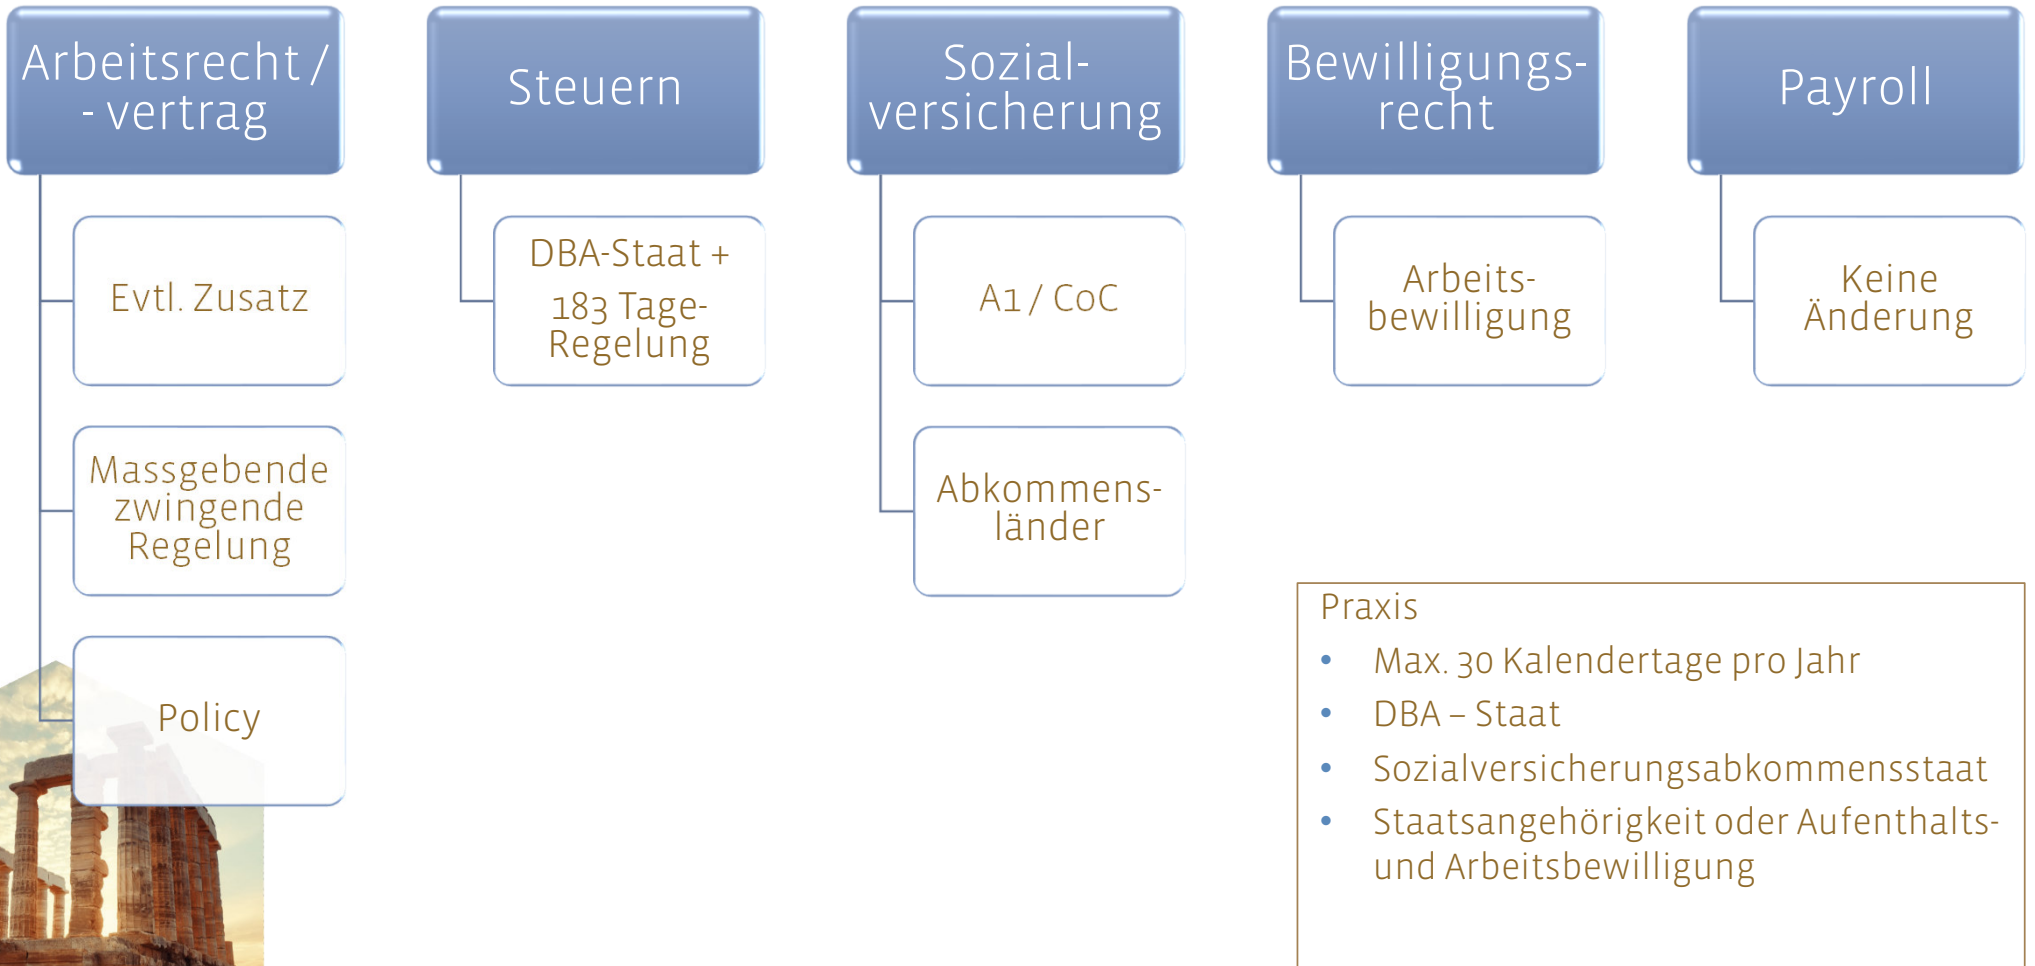 Arbeitsrecht /
- vertrag
Evtl. Zusatz
Massgebende
zwingende
Regelung
Policy
Steuern
DBA-Staat +
183 Tage-
Regelung
Sozial-
versicherung
A1 / CoC
Abkommens-
länder
Bewilligungs-
recht
Arbeits-
bewilligung
Payroll
Keine
Änderung
Praxis
• Max. 30 Kalendertage pro Jahr
• DBA – Staat
• Sozialversicherungsabkommensstaat
• Staatsangehörigkeit oder Aufenthalts-
und Arbeitsbewilligung